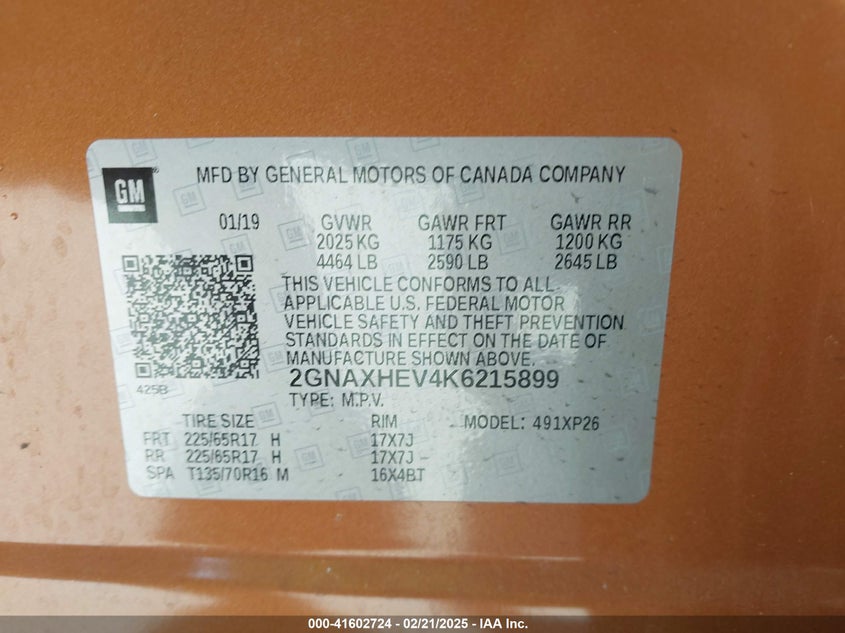 GM
MFD BY GENERAL MOTORS OF CANADA COMPANY
01/19 GVWR GAWR FRT GAWR RR
2025 KG 1175 KG 1200 KG
4464 LB 2590 LB 2645 LB
THIS VEHICLE CONFORMS TO ALL
APPLICABLE U.S. FEDERAL MOTOR
VEHICLE SAFETY AND THEFT PREVENTION
STANDARDS IN EFFECT ON THE DATE OF
MANUFACTURE SHOWN ABOVE.
425B
2GNAXHEV4K6215899
TYPE: M.P.V.
TIRE SIZE RIM MODEL: 491XP26
FRT 225/65R17 H 17X7J
RR 225/65R17 H 17X7J
SPA T135/70R16 M 16X4BT
000-41602724 - 02/21/2025 - IAA Inc.